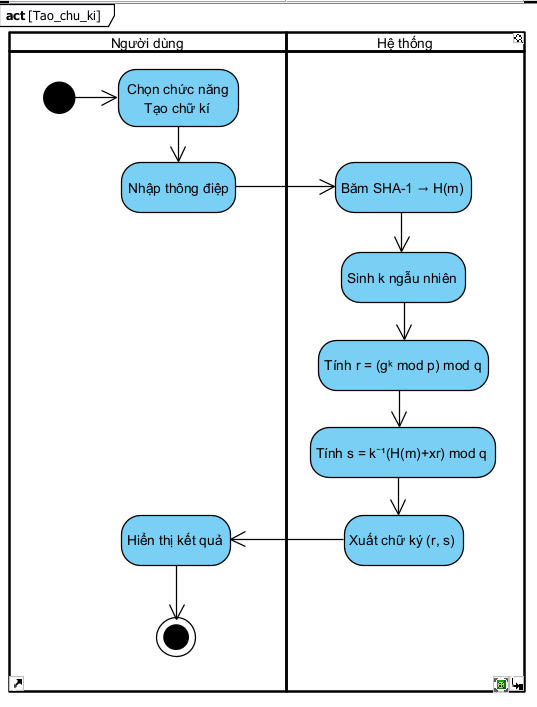 act [Tao_chu_ki]
Người dùng
Hệ thống
Chọn chức năng
Tạo chữ kí
Nhập thông điệp
Băm SHA-1 → H(m)
Sinh k ngẫu nhiên
Tính r = (gᵏ mod p) mod q
Tính s = k⁻¹(H(m)+xr) mod q
Xuất chữ ký (r, s)
Hiển thị kết quả